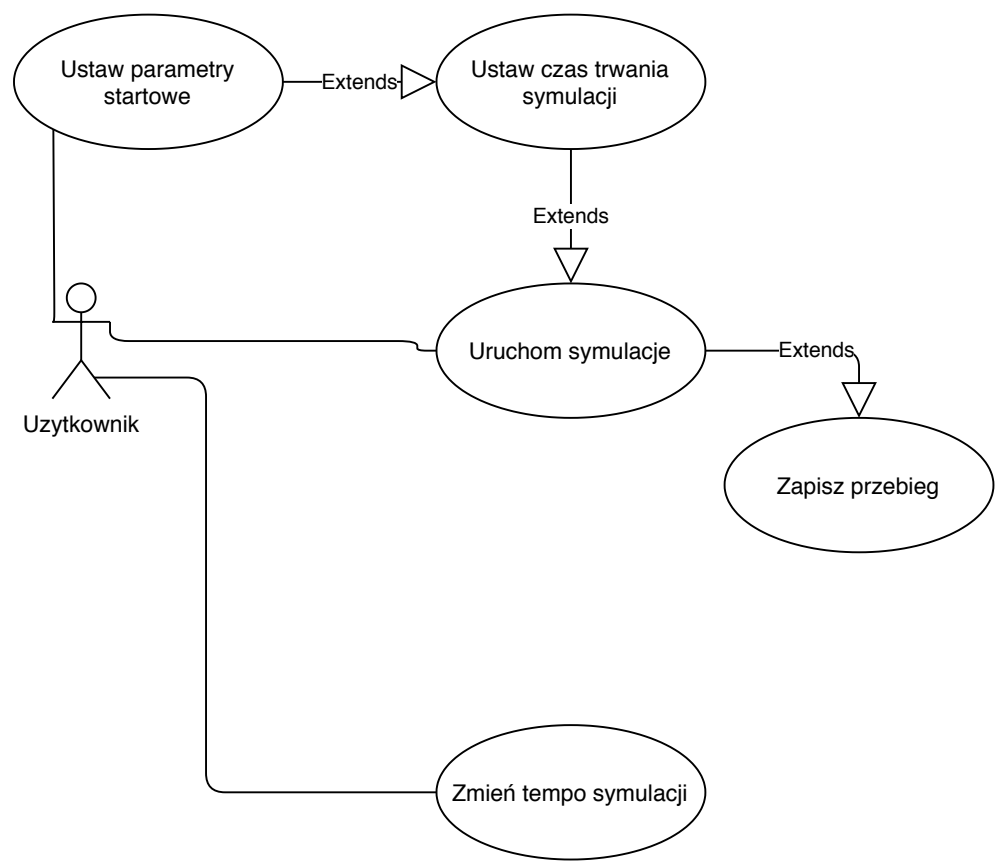 Ustaw parametry
startowe
Extends
Ustaw czas trwania
symulacji
Extends
Uruchom symulacje
Extends
Uzytkownik
Zapisz przebieg
Zmień tempo symulacji